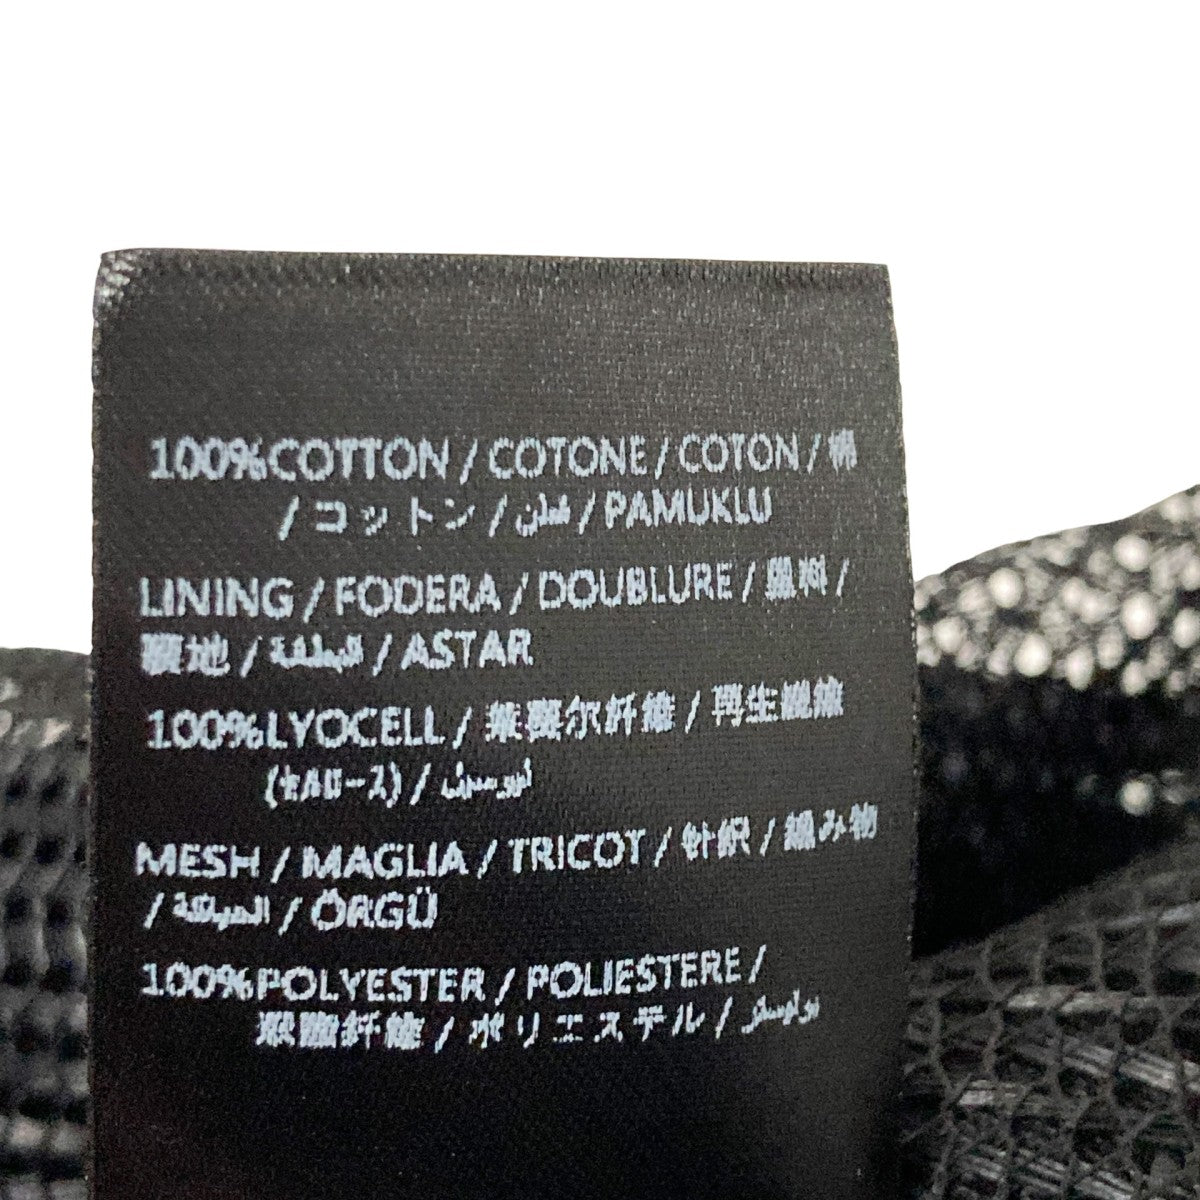 100%COTTON / COTONE / COTON / 棉
/ コットン / قطن / PAMUKLU
LINING / FODERA / DOUBLURE / 里料 /
裏地 / البطانة / ASTAR
100%LYOCELL / 莱赛尔纤维 / 再生繊維
(セルロース) / ليوسيل
MESH / MAGLIA / TRICOT / 针织 / 編み物
/ / ÖRGÜ
100%POLYESTER / POLIESTERE /
聚酯纤维 / ポリエステル / بوليستر